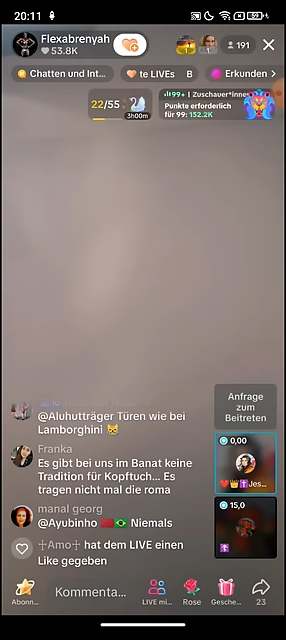 20:11
59
Flexabrenyah
53.8K
191
Chatten und Int...
te LIVEs
B
Erkunden
22/55
3h00m
99+ | Zuschauer*innen
Punkte erforderlich
für 99: 152.2K
@Aluhutträger Türen wie bei
Lamborghini
Anfrage
zum
Beitreten
Franka
Es gibt bei uns im Banat keine
Tradition für Kopftuch... Es
tragen nicht mal die roma
0,00
Jes...
manal georg
@Ayubinho 🇲🇦🇧🇷 Niemals
15,0
☩Amo☩ hat dem LIVE einen
Like gegeben
Abonn...
Kommenta...
LIVE mi...
Rose
Gesche...
23